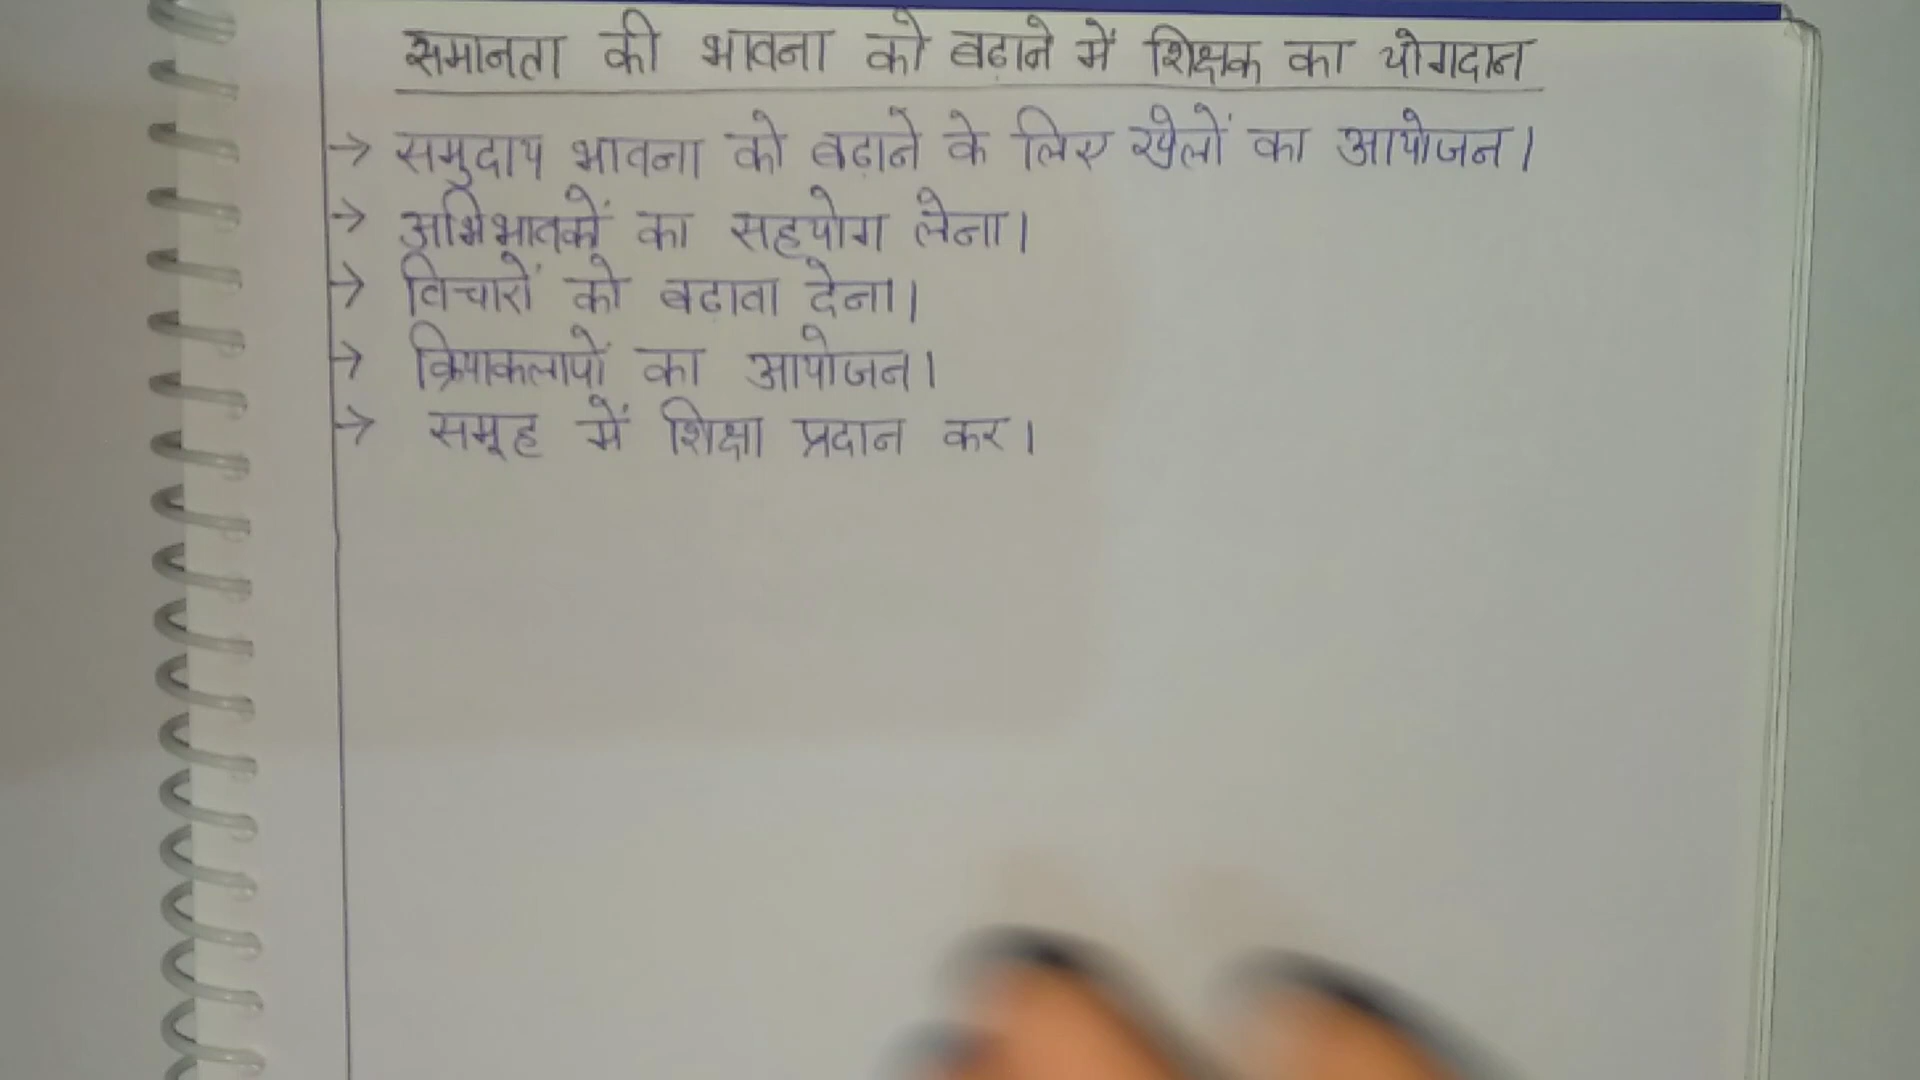 समानता की भावना को बढ़ाने में शिक्षक का योगदान
→ समुदाय भावना को बढ़ाने के लिए खेलों का आयोजन।
→ अभिभावकों का सहयोग लेना।
→ विचारों को बढावा देना।
→ क्रियाकलापों का आयोजन।
→ समूह में शिक्षा प्रदान कर।